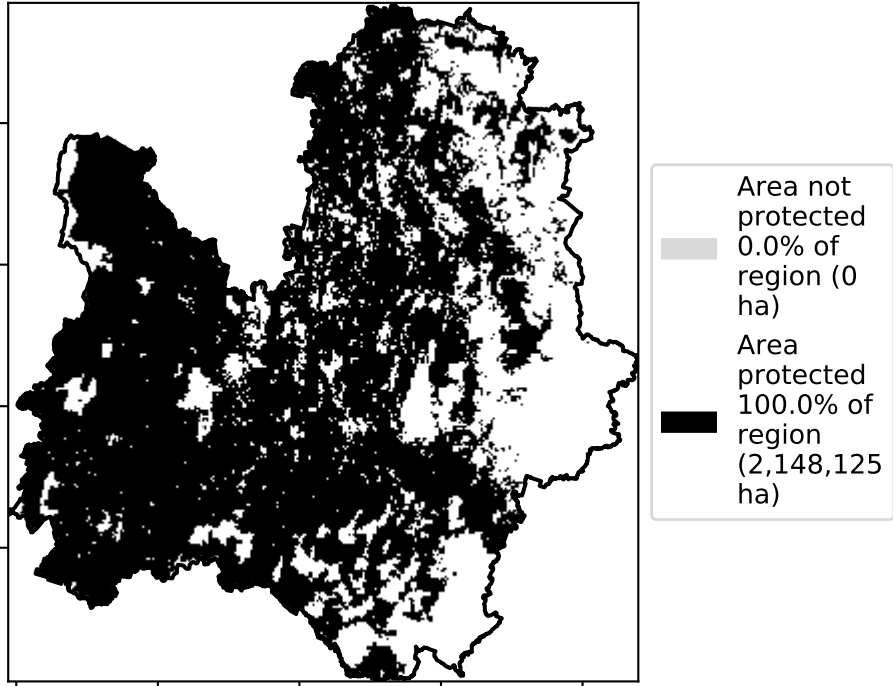 Area not
protected
0.0% of
region (0
ha)
Area
protected
100.0% of
region
(2,148,125
ha)